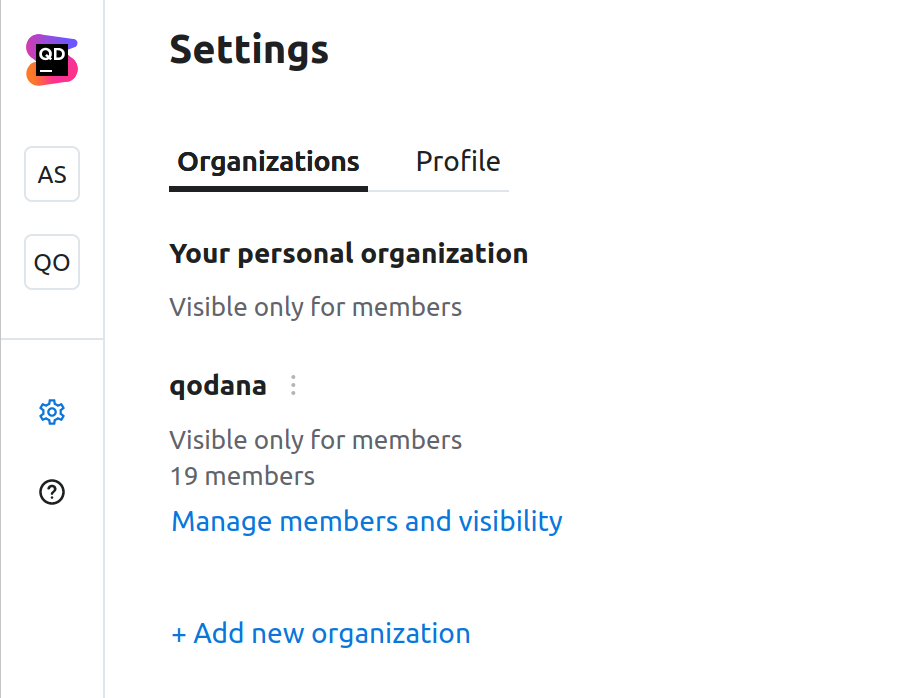 QD
Settings
AS
Organizations Profile
QO
Your personal organization
Visible only for members
qodana
Visible only for members
19 members
Manage members and visibility
+ Add new organization